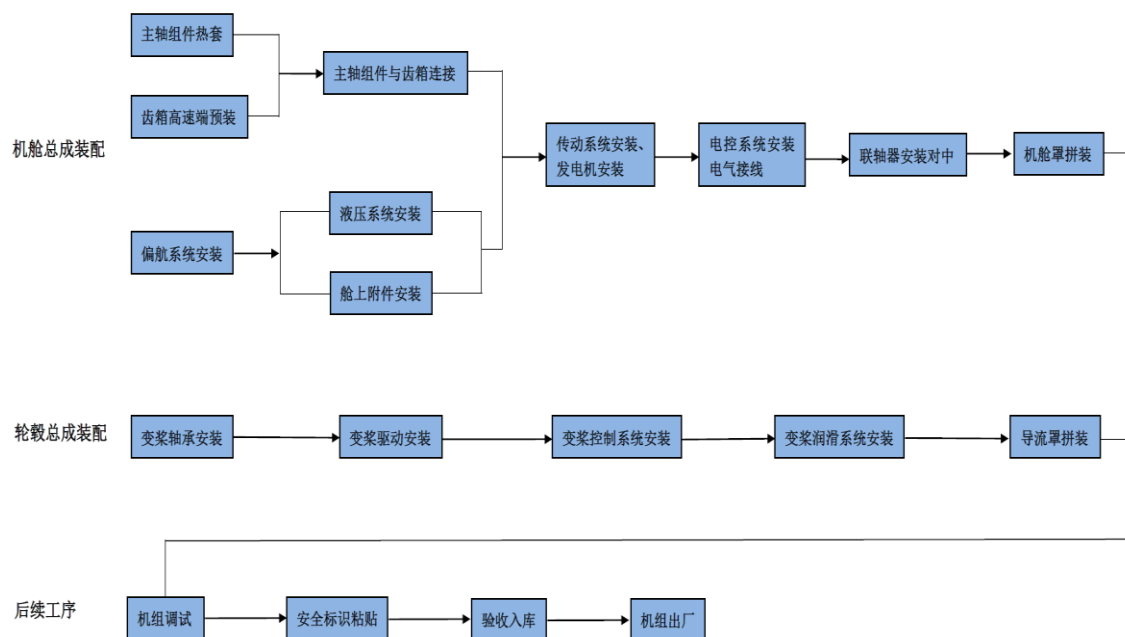 主轴组件热套
齿箱高速端预装
主轴组件与齿箱连接
机舱总成装配
传动系统安装、
发电机安装
电控系统安装
电气接线
联轴器安装对中
机舱罩拼装
偏航系统安装
液压系统安装
舱上附件安装
轮毂总成装配
变桨轴承安装
变桨驱动安装
变桨控制系统安装
变桨润滑系统安装
导流罩拼装
后续工序
机组调试
安全标识粘贴
验收入库
机组出厂